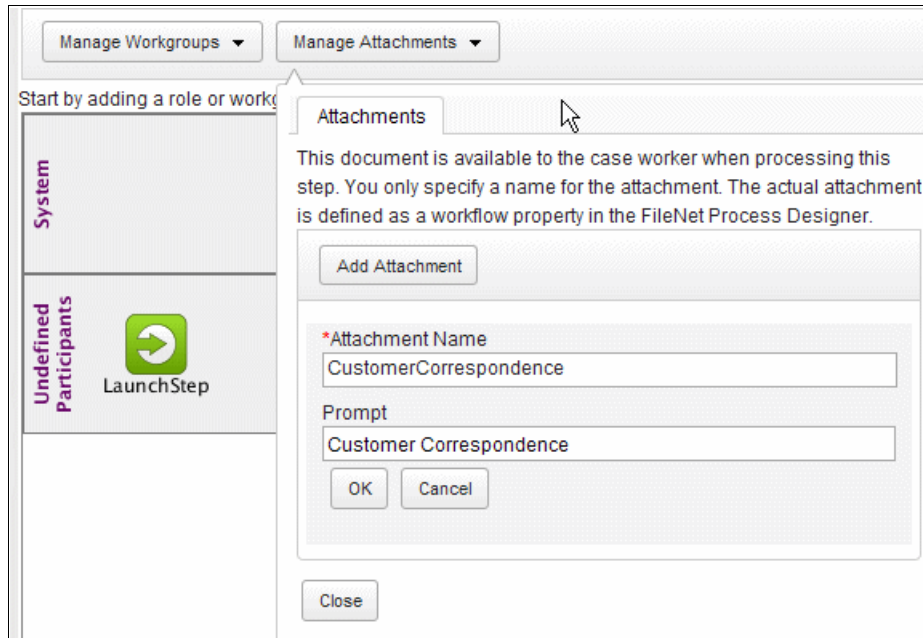 Manage Workgroups
Manage Attachments
Start by adding a role or
Attachments
This document is available to the case worker when processing this
step. You only specify a name for the attachment. The actual attachment
is defined as a workflow property in the FileNet Process Designer.
System
Add Attachment
*Attachment Name
CustomerCorrespondence
Undefined
Participants
LaunchStep
Prompt
Customer Correspondence
OK
Cancel
Close